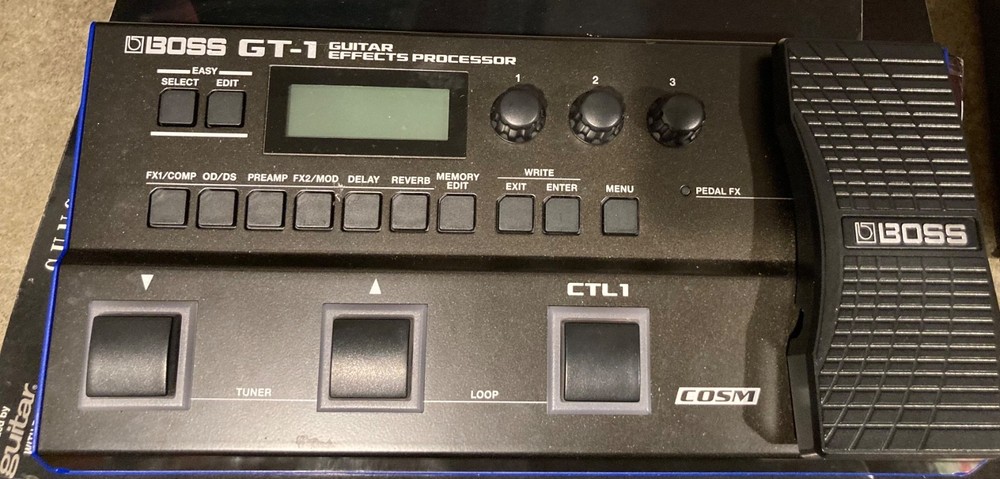 BOSS GT-1 GUITAR
EFFECTS PROCESSOR
EASY
SELECT EDIT
1 2 3
FX1/COMP OD/DS PREAMP FX2/MOD DELAY REVERB MEMORY
EDIT
WRITE
EXIT ENTER
MENU
PEDAL FX
BOSS
▼ ▲ CTL1
TUNER LOOP
COSM
GUNS
guitar